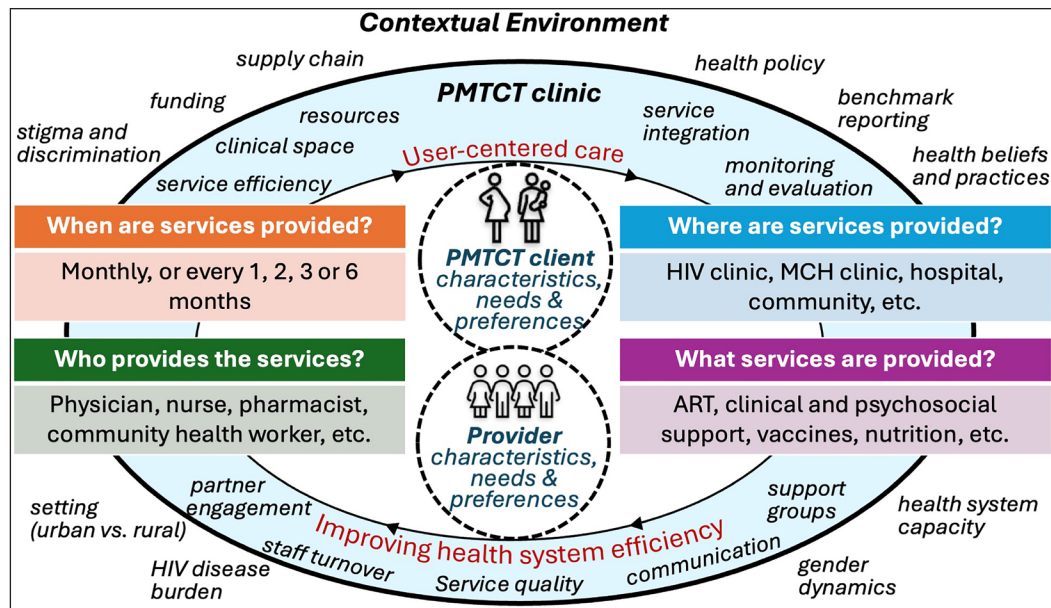 Contextual Environment
supply chain
health policy
funding
PMTCT clinic
benchmark
reporting
stigma and
discrimination
resources
clinical space
service efficiency
service
integration
monitoring
and evaluation
health beliefs
and practices
User-centered care
When are services provided?
Monthly, or every 1, 2, 3 or 6
months
PMTCT client
characteristics,
needs &
preferences
Where are services provided?
HIV clinic, MCH clinic, hospital,
community, etc.
Who provides the services?
Physician, nurse, pharmacist,
community health worker, etc.
Provider
characteristics,
needs &
preferences
What services are provided?
ART, clinical and psychosocial
support, vaccines, nutrition, etc.
setting
(urban vs. rural)
partner
engagement
Improving health system efficiency
support
groups
health system
capacity
HIV disease
burden
staff turnover
Service quality
communication
gender
dynamics